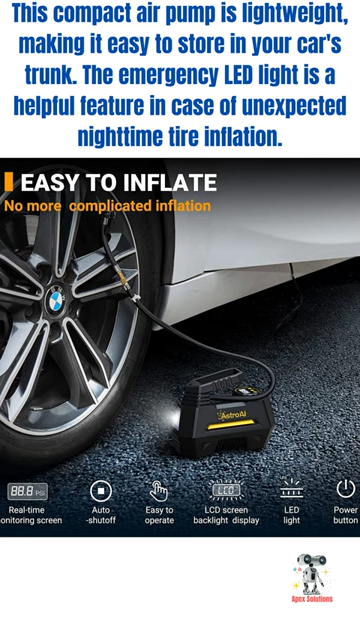 This compact air pump is lightweight,
making it easy to store in your car's
trunk. The emergency LED light is a
helpful feature in case of unexpected
nighttime tire inflation.
EASY TO INFLATE
No more complicated inflation
BMW
AstroAI
88.8 PSI
LCD
Real-time
onitoring screen
Auto
-shutoff
Easy to
operate
LCD screen
backlight display
LED
light
Power
button
Apex Solutions